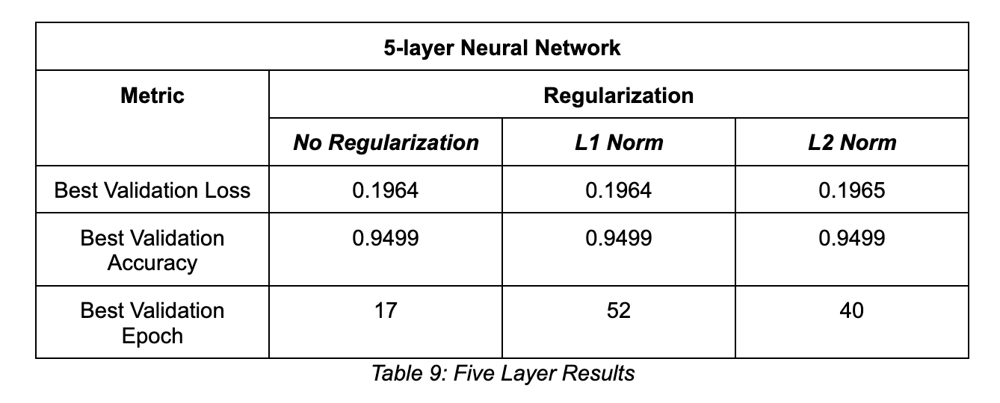 5-layer Neural Network
Metric
Regularization
No Regularization
L1 Norm
L2 Norm
Best Validation Loss
0.1964
0.1964
0.1965
Best Validation
Accuracy
0.9499
0.9499
0.9499
Best Validation
Epoch
17
52
40
Table 9: Five Layer Results